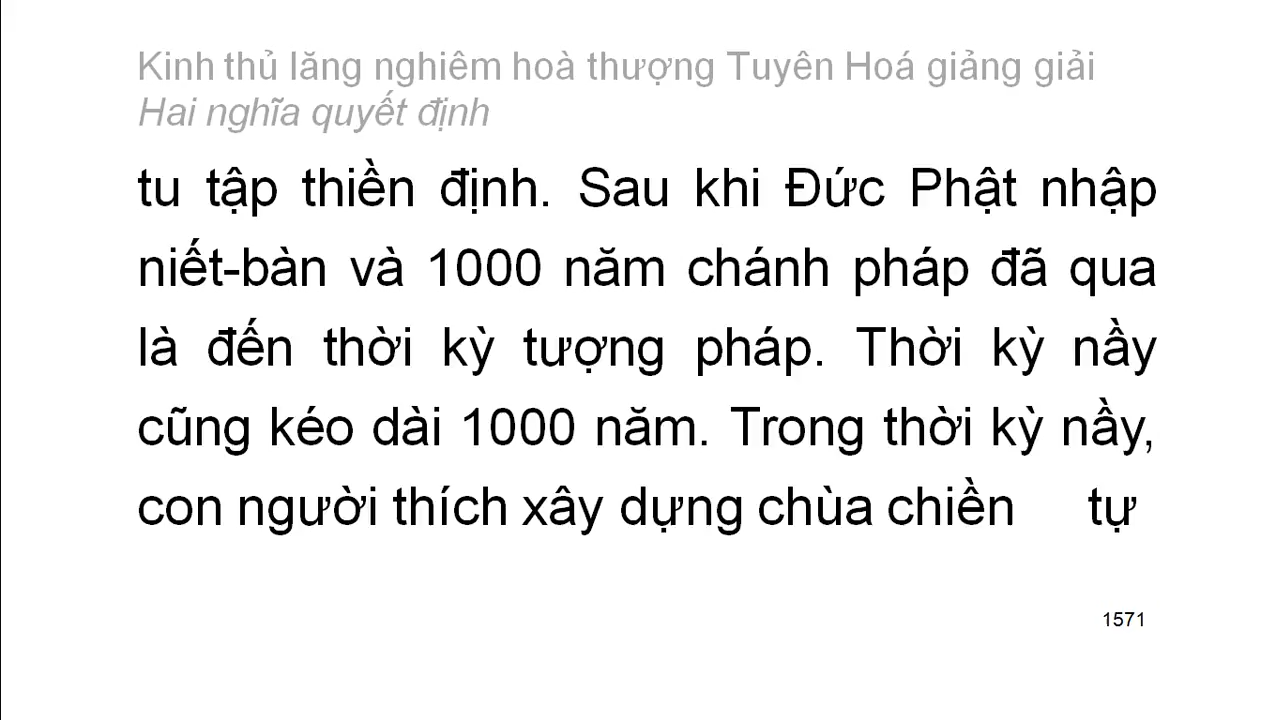 Kinh thủ lăng nghiêm hoà thượng Tuyên Hoá giảng giải
Hai nghĩa quyết định
tu tập thiền định. Sau khi Đức Phật nhập
niết-bàn và 1000 năm chánh pháp đã qua
là đến thời kỳ tượng pháp. Thời kỳ nầy
cũng kéo dài 1000 năm. Trong thời kỳ nầy,
con người thích xây dựng chùa chiền tự
1571